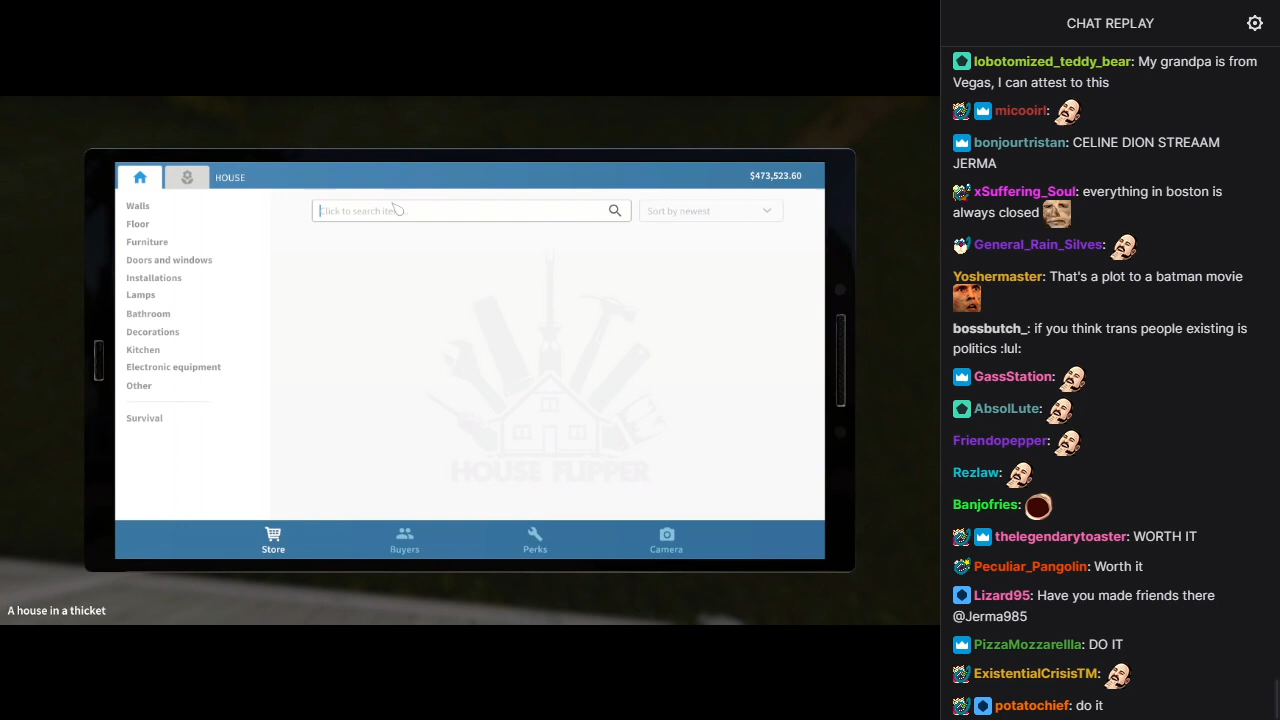 HOUSE
$473,523.60
Walls
Floor
Furniture
Doors and windows
Installations
Lamps
Bathroom
Decorations
Kitchen
Electronic equipment
Other
Survival
Click to search ite...
Sort by newest
HOUSE FLIPPER
Store
Buyers
Perks
Camera
A house in a thicket
CHAT REPLAY
lobotomized_teddy_bear: My grandpa is from
Vegas, I can attest to this
micooirl:
bonjourtristan: CELINE DION STREAAM
JERMA
xSuffering_Soul: everything in boston is
always closed
General_Rain_Silves:
Yoshermaster: That's a plot to a batman movie
bossbutch_: if you think trans people existing is
politics :lul:
GassStation:
AbsolLute:
Friendopepper:
Rezlaw:
Banjofries:
thelegendarytoaster: WORTH IT
Peculiar_Pangolin: Worth it
Lizard95: Have you made friends there
@Jerma985
PizzaMozzarellla: DO IT
ExistentialCrisisTM:
potatochief: do it